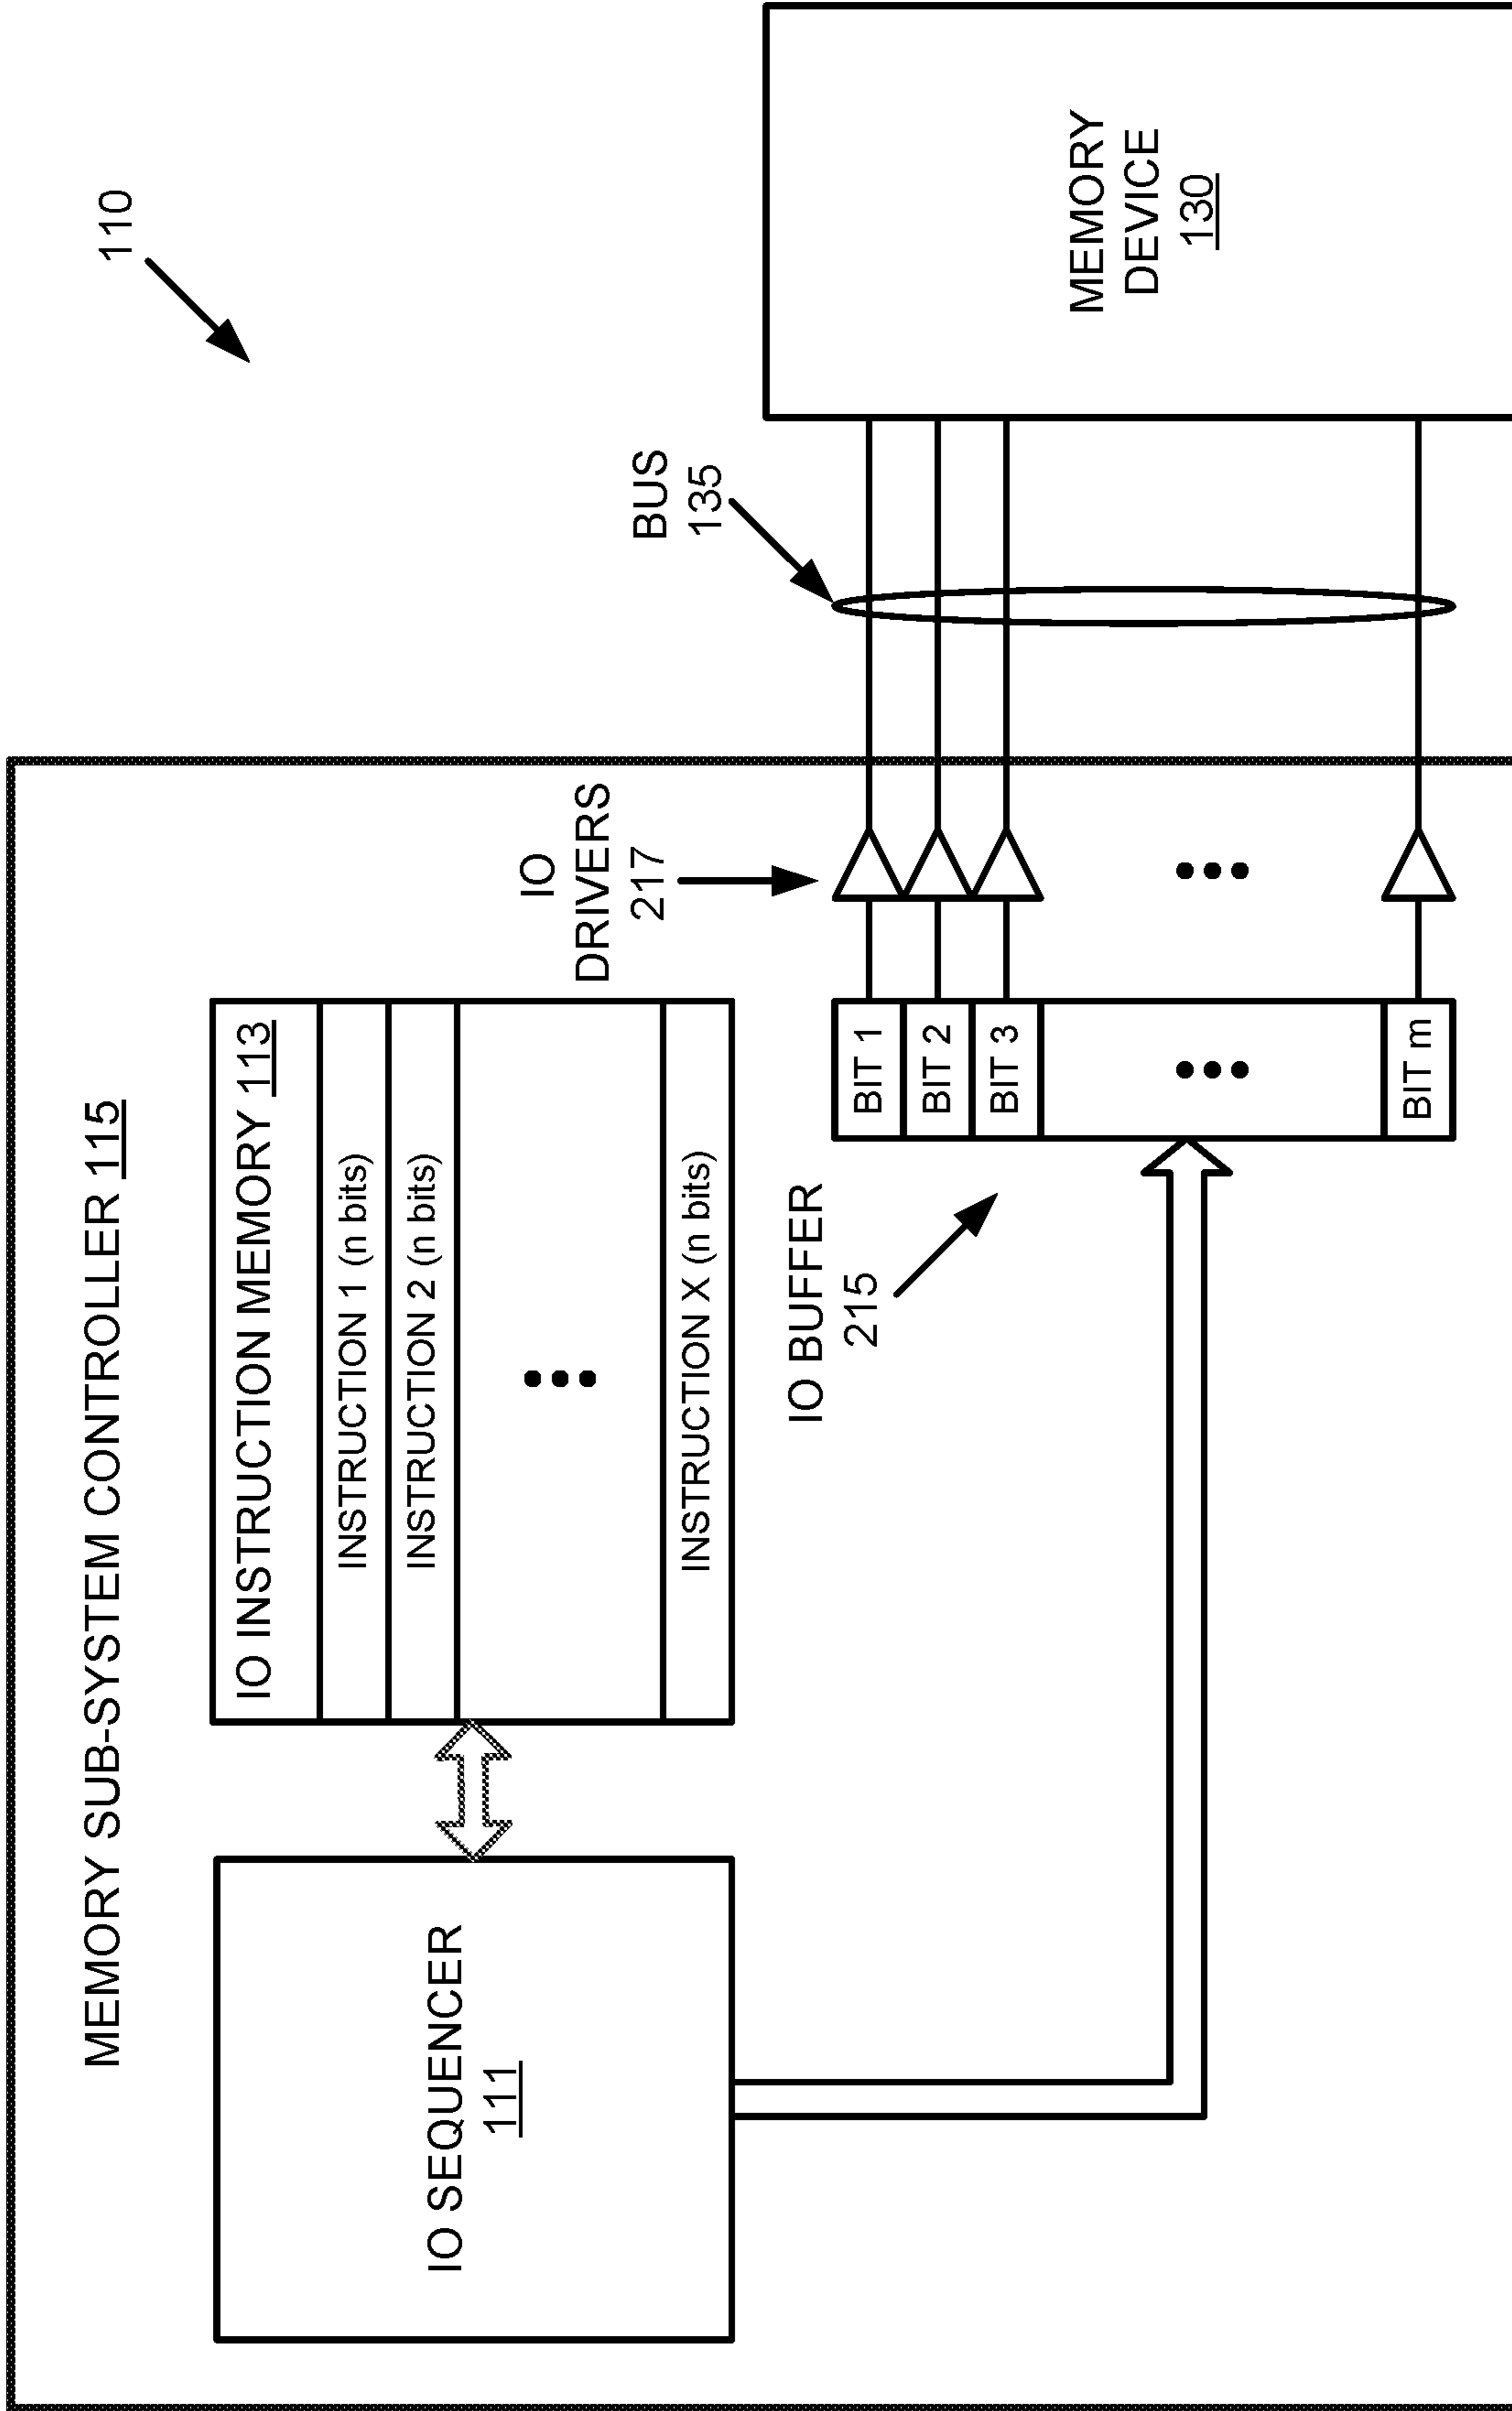 110
MEMORY SUB-SYSTEM CONTROLLER 115
IO SEQUENCER
111
IO INSTRUCTION MEMORY 113
INSTRUCTION 1 (n bits)
INSTRUCTION 2 (n bits)
•••
INSTRUCTION X (n bits)
IO
DRIVERS
217
BUS
135
IO BUFFER
215
BIT 1
BIT 2
BIT 3
•••
BIT m
•••
MEMORY
DEVICE
130